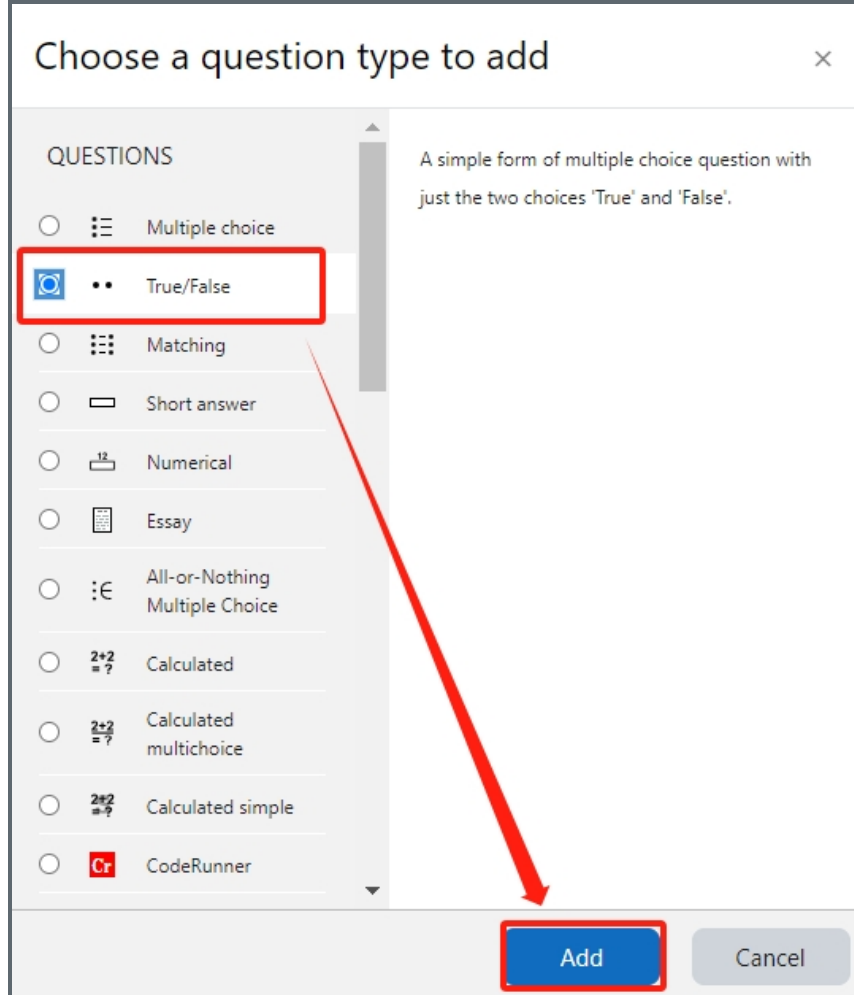 Choose a question type to add
×
QUESTIONS
Multiple choice
True/False
Matching
Short answer
12
Numerical
Essay
All-or-Nothing
Multiple Choice
2+2
= ?
Calculated
2+2
= ?
Calculated
multichoice
2+2
= ?
Calculated simple
Cr
CodeRunner
A simple form of multiple choice question with
just the two choices 'True' and 'False'.
Add
Cancel